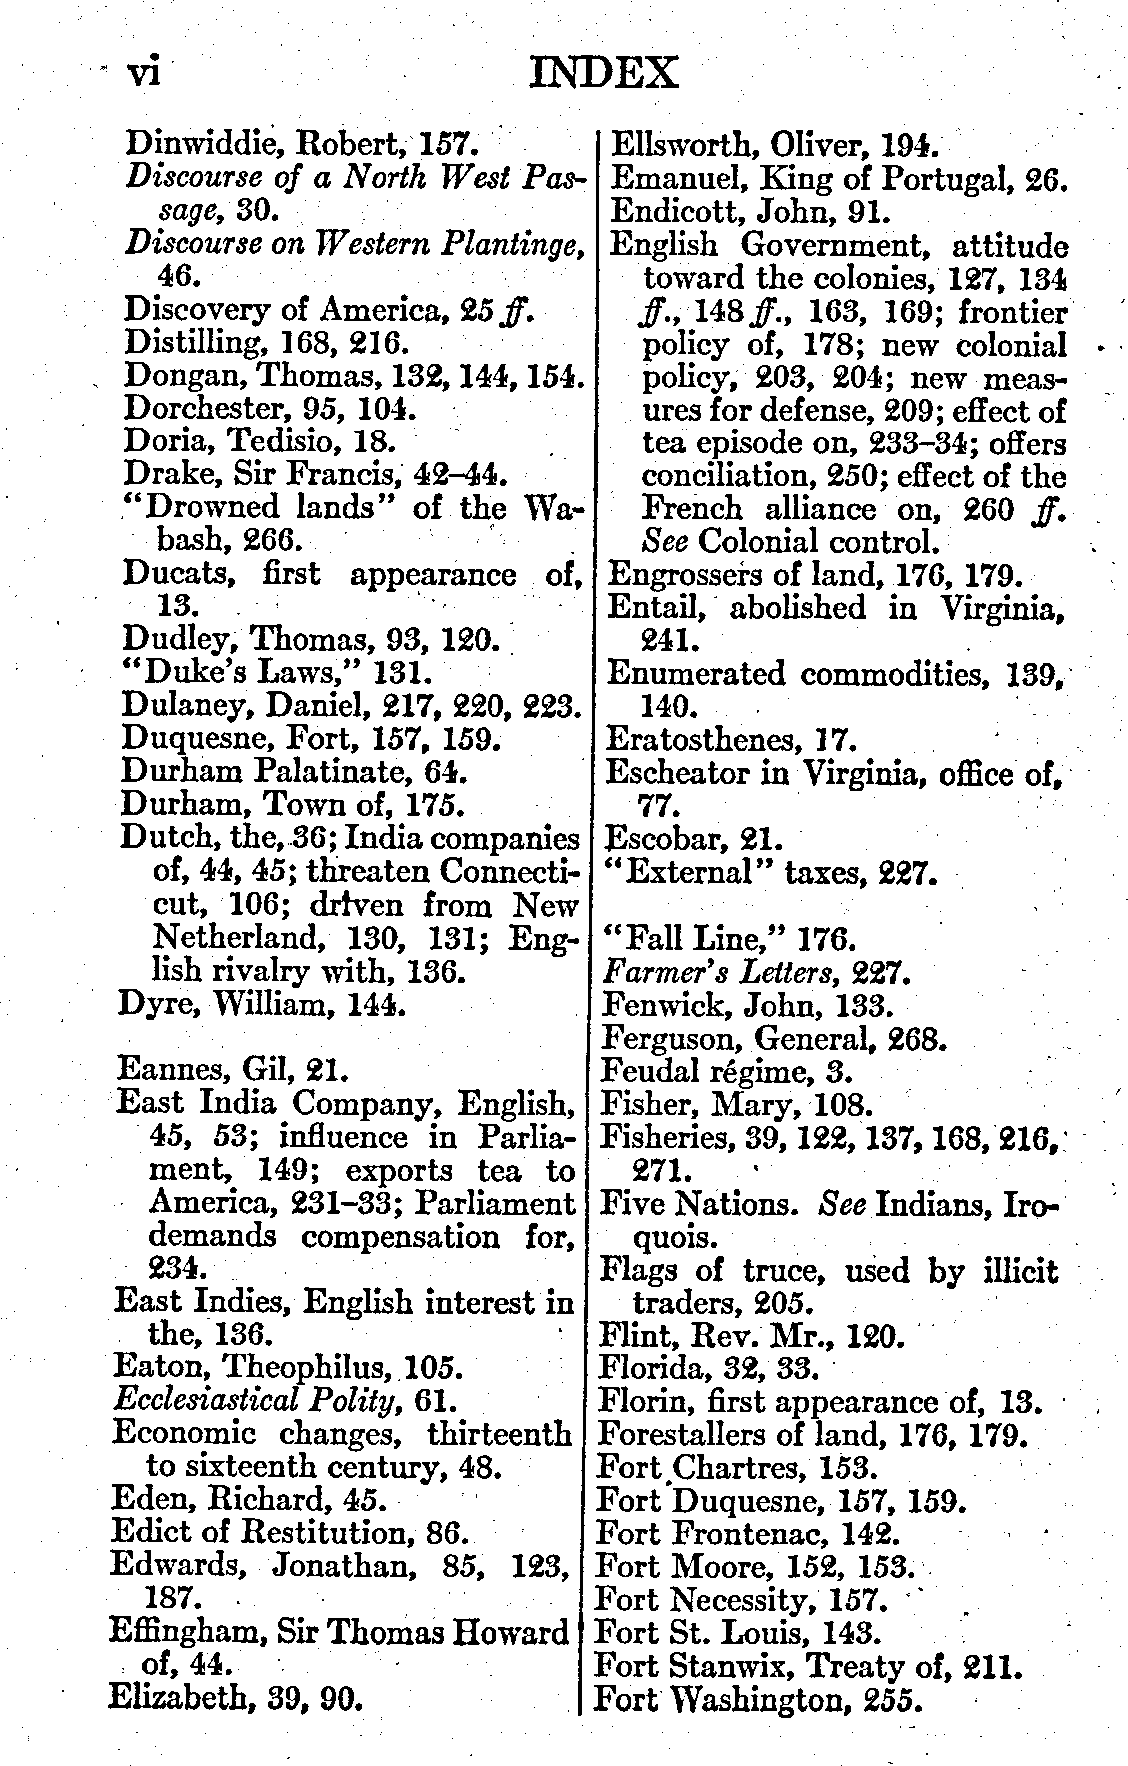 vi INDEX
Dinwiddie, Robert, 157.
Discourse of a North West Pas-
sage, 30.
Discourse on Western Plantinge,
46.
Discovery of America, 25 ff.
Distilling, 168, 216.
Dongan, Thomas, 132, 144, 154.
Dorchester, 95, 104.
Doria, Tedisio, 18.
Drake, Sir Francis, 42–44.
“Drowned lands” of the Wa-
bash, 266.
Ducats, first appearance of,
13.
Dudley, Thomas, 93, 120.
“Duke’s Laws,” 131.
Dulaney, Daniel, 217, 220, 223.
Duquesne, Fort, 157, 159.
Durham Palatinate, 64.
Durham, Town of, 175.
Dutch, the, 36; India companies
of, 44, 45; threaten Connecti-
cut, 106; driven from New
Netherland, 130, 131; Eng-
lish rivalry with, 136.
Dyre, William, 144.
Eannes, Gil, 21.
East India Company, English,
45, 53; influence in Parlia-
ment, 149; exports tea to
America, 231–33; Parliament
demands compensation for,
234.
East Indies, English interest in
the, 136.
Eaton, Theophilus, 105.
Ecclesiastical Polity, 61.
Economic changes, thirteenth
to sixteenth century, 48.
Eden, Richard, 45.
Edict of Restitution, 86.
Edwards, Jonathan, 85, 123,
187.
Effingham, Sir Thomas Howard
of, 44.
Elizabeth, 39, 90.
Ellsworth, Oliver, 194.
Emanuel, King of Portugal, 26.
Endicott, John, 91.
English Government, attitude
toward the colonies, 127, 134
ff., 148 ff., 163, 169; frontier
policy of, 178; new colonial
policy, 203, 204; new meas-
ures for defense, 209; effect of
tea episode on, 233–34; offers
conciliation, 250; effect of the
French alliance on, 260 ff.
See Colonial control.
Engrossers of land, 176, 179.
Entail, abolished in Virginia,
241.
Enumerated commodities, 139,
140.
Eratosthenes, 17.
Escheator in Virginia, office of,
77.
Escobar, 21.
“External” taxes, 227.
“Fall Line,” 176.
Farmer’s Letters, 227.
Fenwick, John, 133.
Ferguson, General, 268.
Feudal régime, 3.
Fisher, Mary, 108.
Fisheries, 39, 122, 137, 168, 216,
271.
Five Nations. See Indians, Iro-
quois.
Flags of truce, used by illicit
traders, 205.
Flint, Rev. Mr., 120.
Florida, 32, 33.
Florin, first appearance of, 13.
Forestallers of land, 176, 179.
Fort Chartres, 153.
Fort Duquesne, 157, 159.
Fort Frontenac, 142.
Fort Moore, 152, 153.
Fort Necessity, 157.
Fort St. Louis, 143.
Fort Stanwix, Treaty of, 211.
Fort Washington, 255.